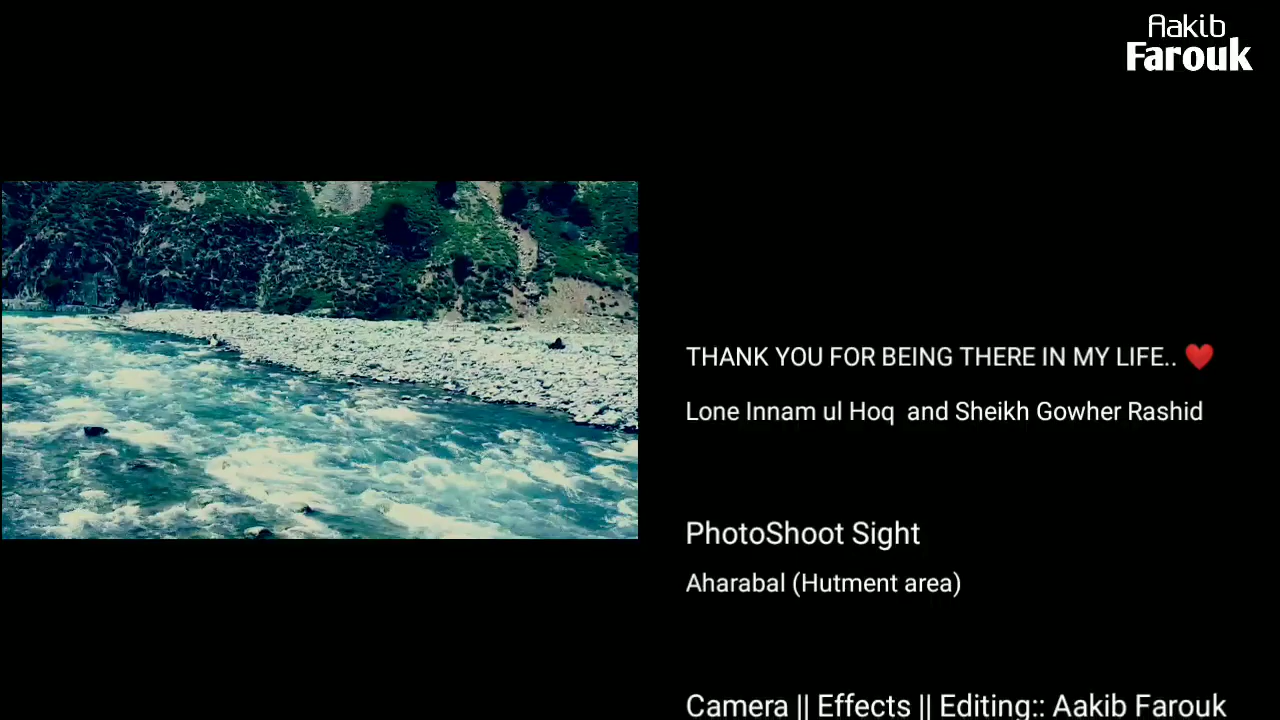 Aakib
Farouk
THANK YOU FOR BEING THERE IN MY LIFE.. ❤️
Lone Innam ul Hoq and Sheikh Gowher Rashid
PhotoShoot Sight
Aharabal (Hutment area)
Camera || Effects || Editing:: Aakib Farouk